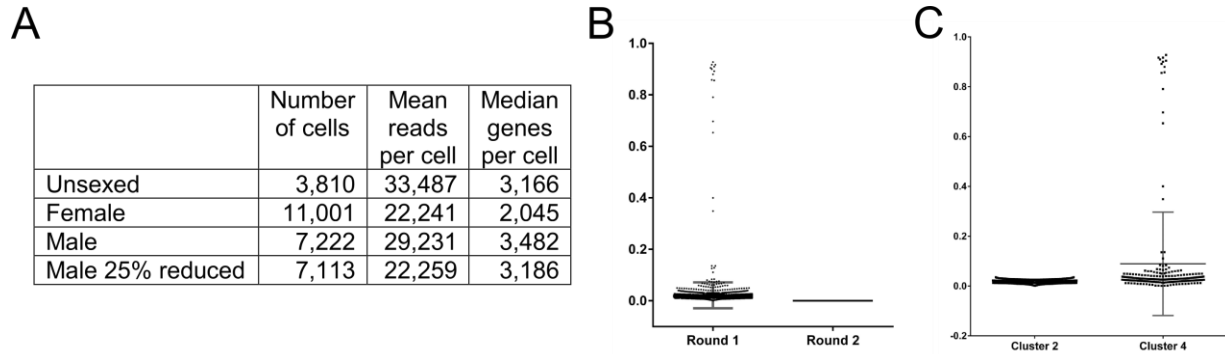 A
Number of cells Mean reads per cell Median genes per cell
Unsexed 3,810 33,487 3,166
Female 11,001 22,241 2,045
Male 7,222 29,231 3,482
Male 25% reduced 7,113 22,259 3,186
B
1.0
0.8
0.6
0.4
0.2
0.0
Round 1 Round 2
C
1.0
0.8
0.6
0.4
0.2
0.0
-0.2
Cluster 2 Cluster 4